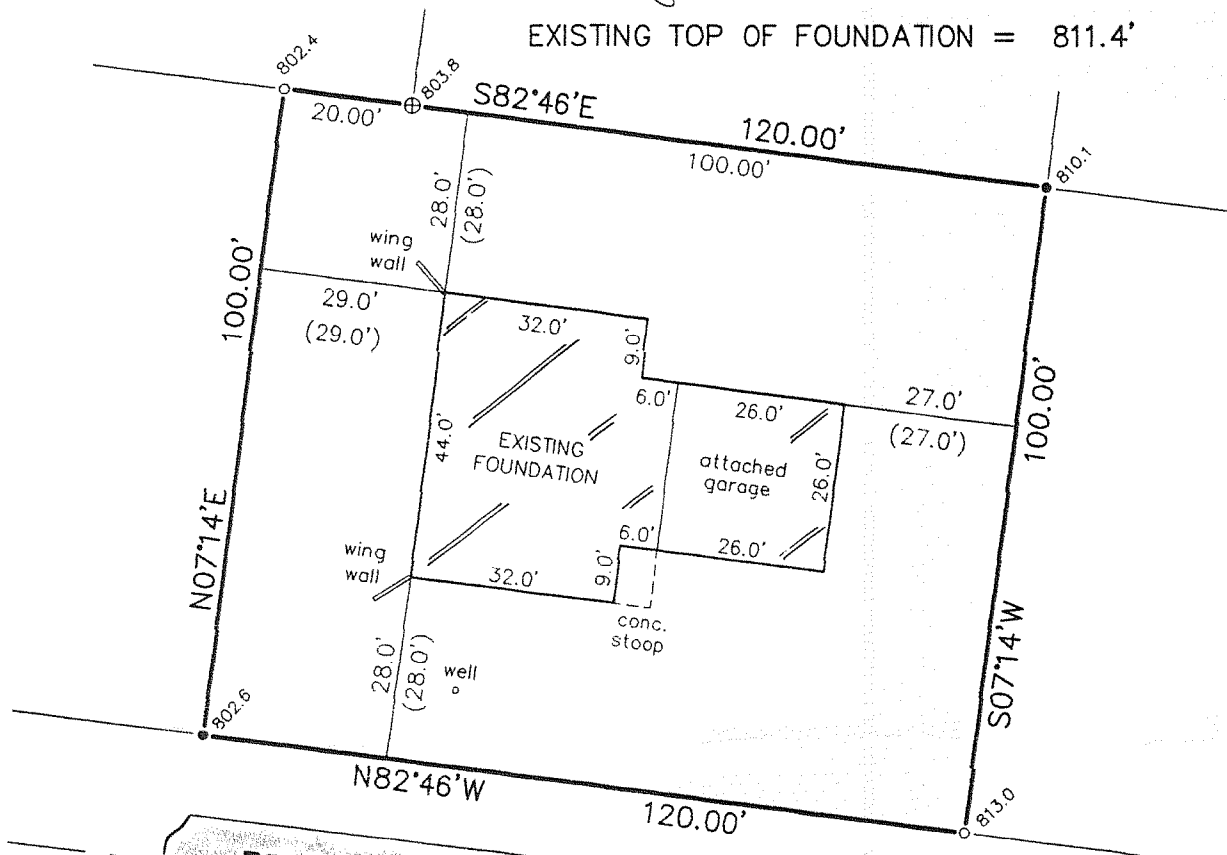 EXISTING TOP OF FOUNDATION = 811.4'
802.4
803.8
S82°46'E
20.00'
120.00'
100.00'
810.1
28.0'
(28.0')
wing
wall
100.00'
29.0'
(29.0')
32.0'
9.0'
6.0'
26.0'
27.0'
(27.0')
100.00'
44.0'
EXISTING
FOUNDATION
attached
garage
26.0'
N07°14'E
wing
wall
6.0'
26.0'
32.0'
9.0'
conc.
stoop
28.0'
(28.0')
well
S07°14'W
802.6
N82°46'W
120.00'
813.0